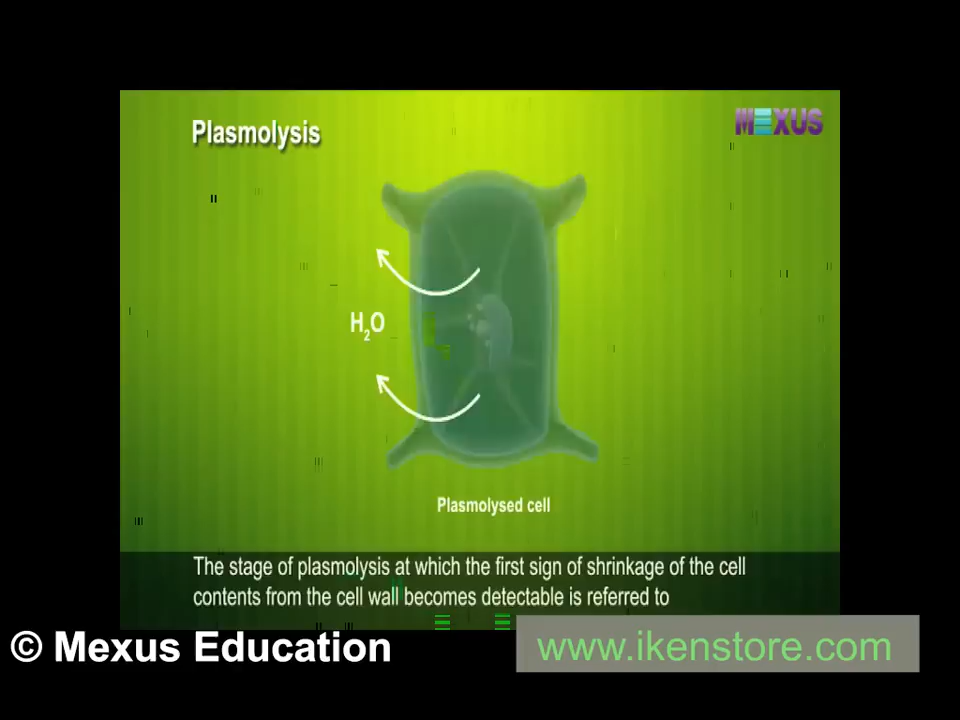 Plasmolysis
MEXUS
H₂O
Plasmolysed cell
The stage of plasmolysis at which the first sign of shrinkage of the cell
contents from the cell wall becomes detectable is referred to
© Mexus Education
www.ikenstore.com